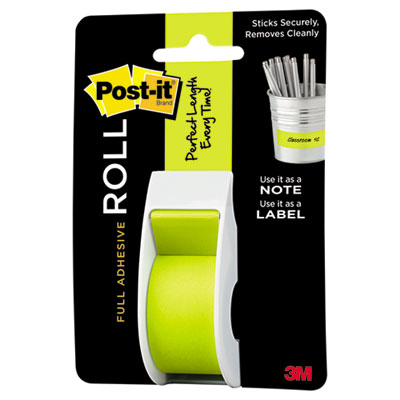 Sticks Securely,
Removes Cleanly
Post-it
Brand
Perfect Length
Every Time!
FULL ADHESIVE
ROLL
Use it as a
NOTE
Use it as a
LABEL
3M